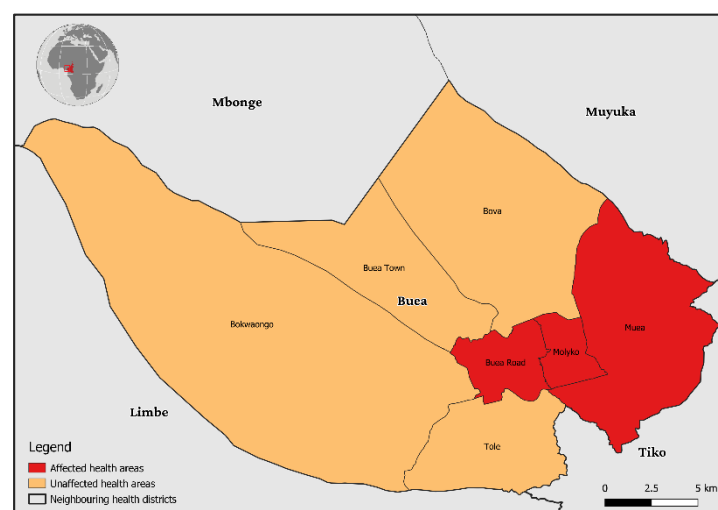 Mbonge
Muyuka
Bova
Buea Town
Buea
Bokwaongo
Muea
Molyko
Buea Road
Limbe
Tole
Tiko
Legend
Affected health areas
Unaffected health areas
Neighbouring health districts
0 2.5 5 km